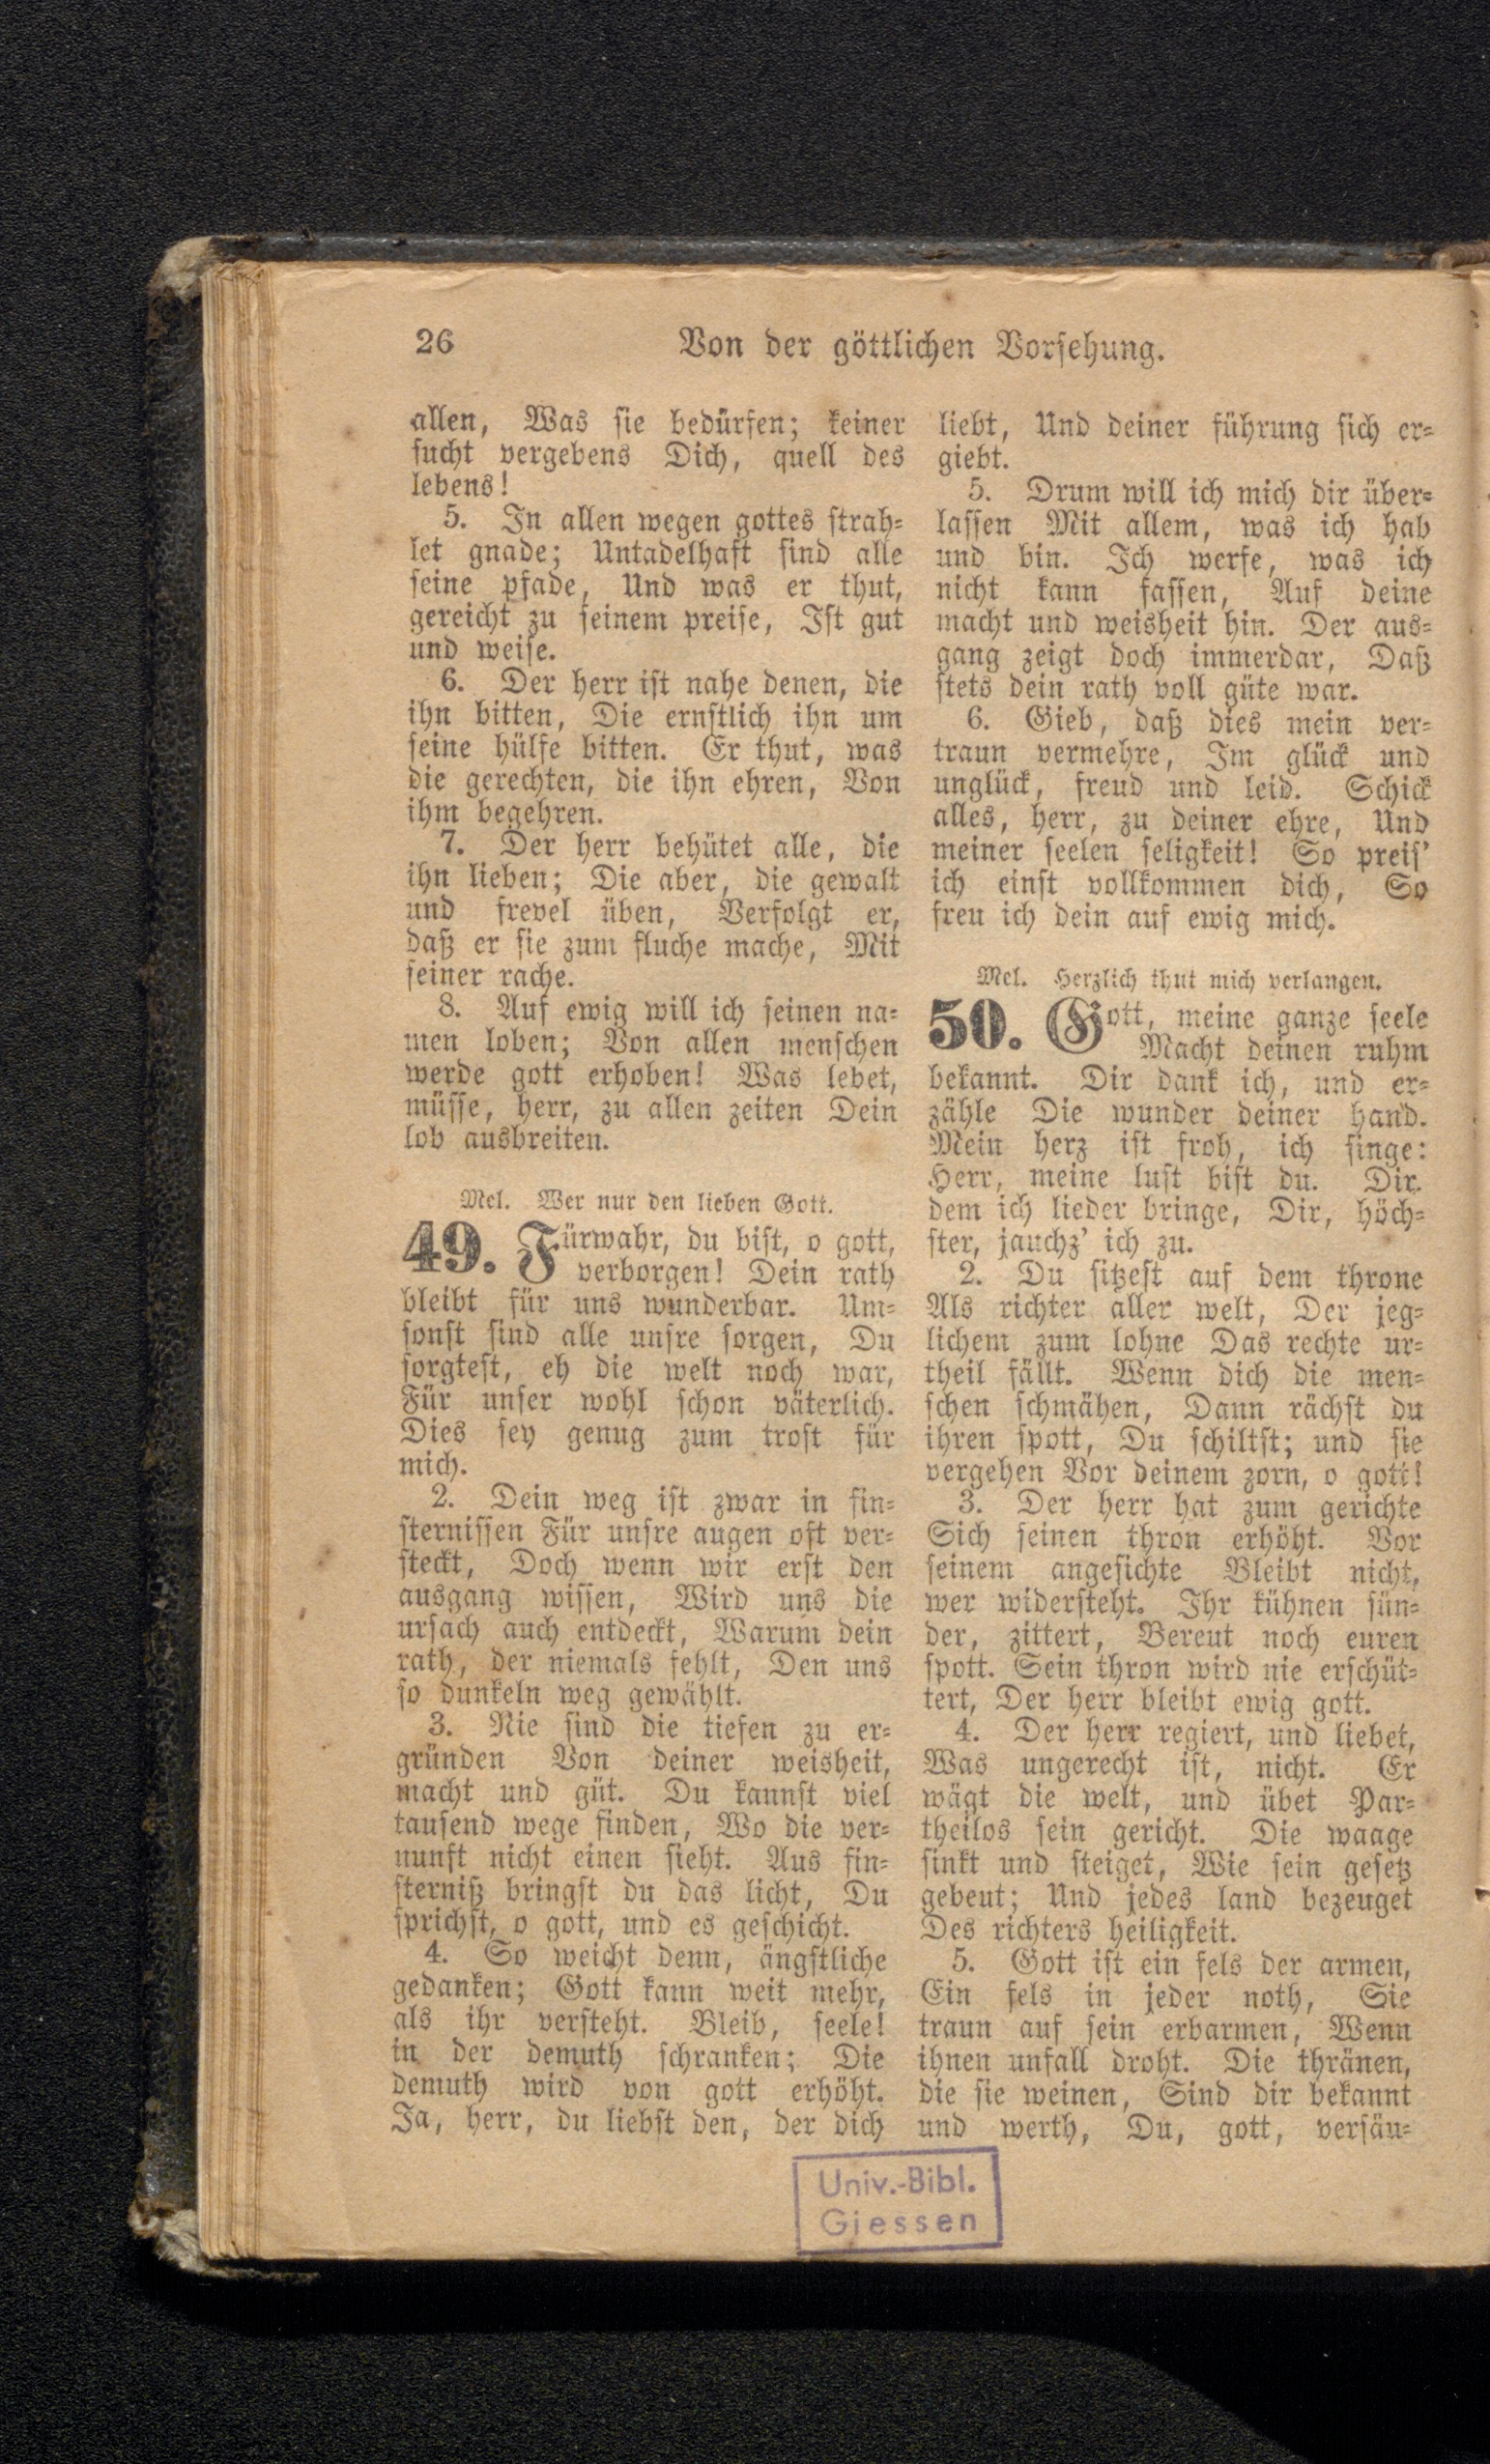 26 Von der göttlichen Vorsehung.
allen, Was sie bedürfen; keiner
sucht vergebens Dich, quell des
lebens!
5. In allen wegen gottes strah-
let gnade; Untadelhaft sind alle
seine pfade, Und was er thut,
gereicht zu seinem preise, Ist gut
und weise.
6. Der herr ist nahe denen, die
ihn bitten, Die ernstlich ihn um
seine hülfe bitten. Er thut, was
die gerechten, die ihn ehren, Von
ihm begehren.
7. Der herr behütet alle, die
ihn lieben; Die aber, die gewalt
und frevel üben, Verfolgt er,
daß er sie zum fluche mache, Mit
seiner rache.
8. Auf ewig will ich seinen na-
men loben; Von allen menschen
werde gott erhoben! Was lebet,
müsse, herr, zu allen zeiten Dein
lob ausbreiten.
Mel. Wer nur den lieben Gott.
49. Fürwahr, du bist, o gott,
verborgen! Dein rath
bleibt für uns wunderbar. Um-
sonst sind alle unsre sorgen, Du
sorgtest, eh die welt noch war,
Für unser wohl schon väterlich.
Dies sey genug zum trost für
mich.
2. Dein weg ist zwar in fin-
sternissen Für unsre augen oft ver-
steckt, Doch wenn wir erst den
ausgang wissen, Wird uns die
ursach auch entdeckt, Warum dein
rath, der niemals fehlt, Den uns
so dunkeln weg gewählt.
3. Nie sind die tiefen zu er-
gründen Von deiner weisheit,
macht und güt. Du kannst viel
tausend wege finden, Wo die ver-
nunft nicht einen sieht. Aus fin-
sterniß bringst du das licht, Du
sprichst, o gott, und es geschicht.
4. So weicht denn, ängstliche
gedanken; Gott kann weit mehr,
als ihr versteht. Bleib, seele!
in der demuth schranken; Die
demuth wird von gott erhöht.
Ja, herr, du liebst den, der dich
liebt, Und deiner führung sich er-
giebt.
5. Drum will ich mich dir über-
lassen Mit allem, was ich hab
und bin. Ich werfe, was ich
nicht kann fassen, Auf deine
macht und weisheit hin. Der aus-
gang zeigt doch immerdar, Daß
stets dein rath voll güte war.
6. Gieb, daß dies mein ver-
traun vermehre, Im glück und
unglück, freud und leid. Schick
alles, herr, zu deiner ehre, Und
meiner seelen seligkeit! So preis'
ich einst vollkommen dich, So
freu ich dein auf ewig mich.
Mel. Herzlich thut mich verlangen.
50. Gott, meine ganze seele
Macht deinen ruhm
bekannt. Dir dank ich, und er-
zähle Die wunder deiner hand.
Mein herz ist froh, ich singe:
Herr, meine lust bist du. Dir,
dem ich lieder bringe, Dir, höch-
ster, jauchz' ich zu.
2. Du sitzest auf dem throne
Als richter aller welt, Der jeg-
lichem zum lohne Das rechte ur-
theil fällt. Wenn dich die men-
schen schmähen, Dann rächst du
ihren spott, Du schiltst; und sie
vergehen Vor deinem zorn, o gott!
3. Der herr hat zum gerichte
Sich seinen thron erhöht. Vor
seinem angesichte Bleibt nicht,
wer widersteht. Ihr kühnen sün-
der, zittert, Bereut noch euren
spott. Sein thron wird nie erschüt-
tert, Der herr bleibt ewig gott.
4. Der herr regiert, und liebet,
Was ungerecht ist, nicht. Er
wägt die welt, und übet Par-
theilos sein gericht. Die waage
sinkt und steiget, Wie sein gesetz
gebeut; Und jedes land bezeuget
Des richters heiligkeit.
5. Gott ist ein fels der armen,
Ein fels in jeder noth, Sie
traun auf sein erbarmen, Wenn
ihnen unfall droht. Die thränen,
die sie weinen, Sind dir bekannt
und werth, Du, gott, versäu-
Univ.-Bibl.
Giessen